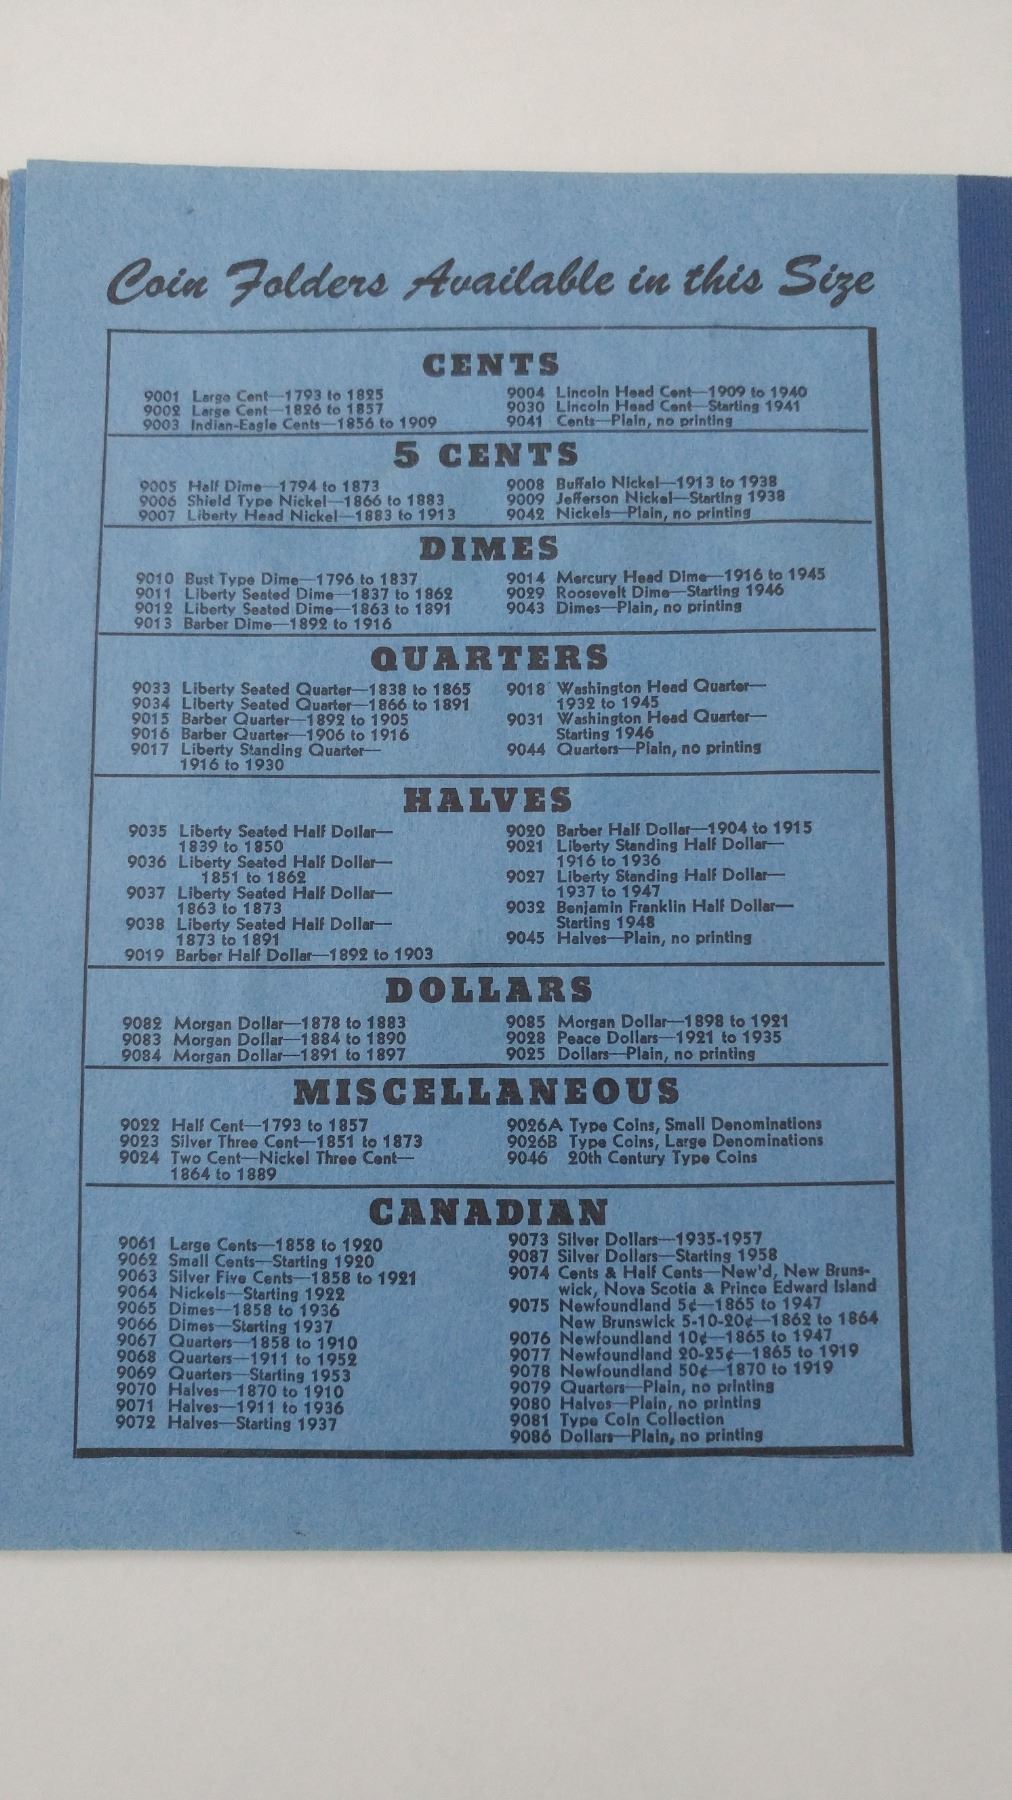 Coin Folders Available in this Size
CENTS
9001 Large Cent—1793 to 1825
9002 Large Cent—1826 to 1857
9003 Indian-Eagle Cents—1856 to 1909
9004 Lincoln Head Cent—1909 to 1940
9030 Lincoln Head Cent—Starting 1941
9041 Cents—Plain, no printing
5 CENTS
9005 Half Dime—1794 to 1873
9006 Shield Type Nickel—1866 to 1883
9007 Liberty Head Nickel—1883 to 1913
9008 Buffalo Nickel—1913 to 1938
9009 Jefferson Nickel—Starting 1938
9042 Nickels—Plain, no printing
DIMES
9010 Bust Type Dime—1796 to 1837
9011 Liberty Seated Dime—1837 to 1862
9012 Liberty Seated Dime—1863 to 1891
9013 Barber Dime—1892 to 1916
9014 Mercury Head Dime—1916 to 1945
9029 Roosevelt Dime—Starting 1946
9043 Dimes—Plain, no printing
QUARTERS
9033 Liberty Seated Quarter—1838 to 1865
9034 Liberty Seated Quarter—1866 to 1891
9015 Barber Quarter—1892 to 1905
9016 Barber Quarter—1906 to 1916
9017 Liberty Standing Quarter—
1916 to 1930
9018 Washington Head Quarter—
1932 to 1945
9031 Washington Head Quarter—
Starting 1946
9044 Quarters—Plain, no printing
HALVES
9035 Liberty Seated Half Dollar—
1839 to 1850
9036 Liberty Seated Half Dollar—
1851 to 1862
9037 Liberty Seated Half Dollar—
1863 to 1873
9038 Liberty Seated Half Dollar—
1873 to 1891
9019 Barber Half Dollar—1892 to 1903
9020 Barber Half Dollar—1904 to 1915
9021 Liberty Standing Half Dollar—
1916 to 1936
9027 Liberty Standing Half Dollar—
1937 to 1947
9032 Benjamin Franklin Half Dollar—
Starting 1948
9045 Halves—Plain, no printing
DOLLARS
9082 Morgan Dollar—1878 to 1883
9083 Morgan Dollar—1884 to 1890
9084 Morgan Dollar—1891 to 1897
9085 Morgan Dollar—1898 to 1921
9028 Peace Dollars—1921 to 1935
9025 Dollars—Plain, no printing
MISCELLANEOUS
9022 Half Cent—1793 to 1857
9023 Silver Three Cent—1851 to 1873
9024 Two Cent—Nickel Three Cent—
1864 to 1889
9026A Type Coins, Small Denominations
9026B Type Coins, Large Denominations
9046 20th Century Type Coins
CANADIAN
9061 Large Cents—1858 to 1920
9062 Small Cents—Starting 1920
9063 Silver Five Cents—1858 to 1921
9064 Nickels—Starting 1922
9065 Dimes—1858 to 1936
9066 Dimes—Starting 1937
9067 Quarters—1858 to 1910
9068 Quarters—1911 to 1952
9069 Quarters—Starting 1953
9070 Halves—1870 to 1910
9071 Halves—1911 to 1936
9072 Halves—Starting 1937
9073 Silver Dollars—1935-1957
9087 Silver Dollars—Starting 1958
9074 Cents & Half Cents—New'd, New Bruns-
wick, Nova Scotia & Prince Edward Island
9075 Newfoundland 5¢—1865 to 1947
New Brunswick 5-10-20¢—1862 to 1864
9076 Newfoundland 10¢—1865 to 1947
9077 Newfoundland 20-25¢—1865 to 1919
9078 Newfoundland 50¢—1870 to 1919
9079 Quarters—Plain, no printing
9080 Halves—Plain, no printing
9081 Type Coin Collection
9086 Dollars—Plain, no printing